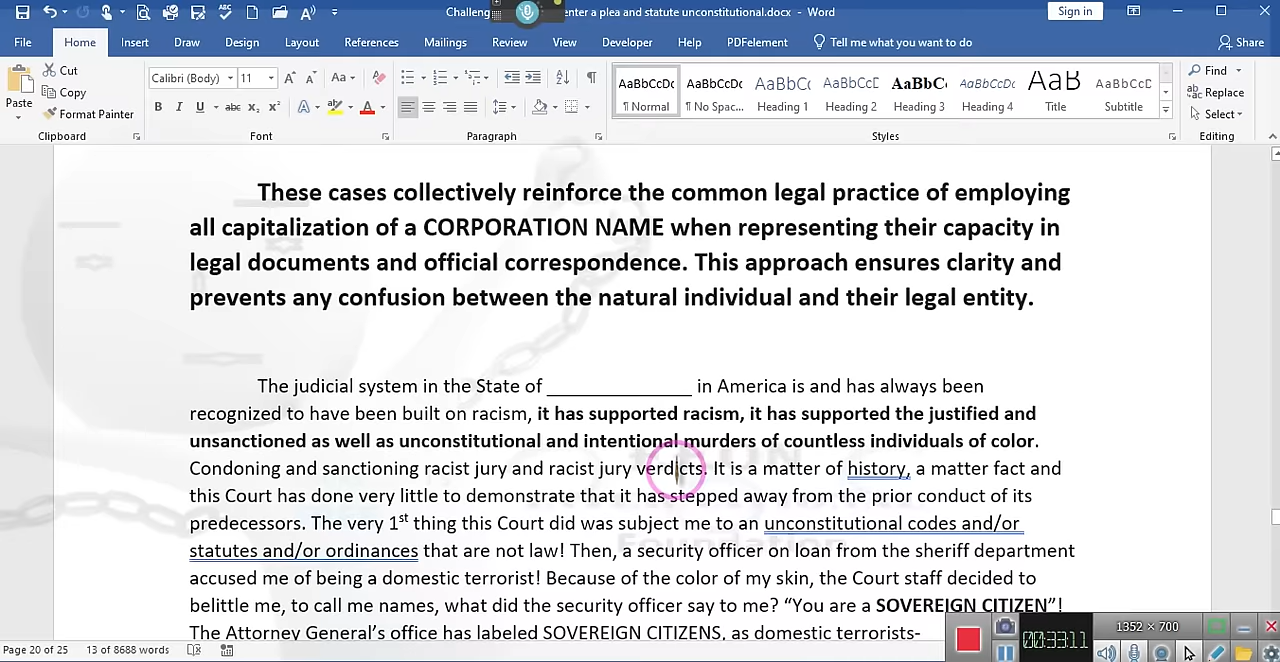 Challeng enter a plea and statute unconstitutional.docx - Word
Sign in
File Home Insert Draw Design Layout References Mailings Review View Developer Help PDFelement Tell me what you want to do Share
Paste
Cut
Copy
Format Painter
Clipboard
Calibri (Body) 11
Font
Paragraph
AaBbCcDc AaBbCcDc AaBbC( AaBbCcD AaBbC AaBbCcD AaB AaBbCcD
¶ Normal ¶ No Spac... Heading 1 Heading 2 Heading 3 Heading 4 Title Subtitle
Styles
Find
Replace
Select
Editing
These cases collectively reinforce the common legal practice of employing
all capitalization of a CORPORATION NAME when representing their capacity in
legal documents and official correspondence. This approach ensures clarity and
prevents any confusion between the natural individual and their legal entity.
The judicial system in the State of ______________ in America is and has always been
recognized to have been built on racism, it has supported racism, it has supported the justified and
unsanctioned as well as unconstitutional and intentional murders of countless individuals of color.
Condoning and sanctioning racist jury and racist jury verdicts. It is a matter of history, a matter fact and
this Court has done very little to demonstrate that it has stepped away from the prior conduct of its
predecessors. The very 1st thing this Court did was subject me to an unconstitutional codes and/or
statutes and/or ordinances that are not law! Then, a security officer on loan from the sheriff department
accused me of being a domestic terrorist! Because of the color of my skin, the Court staff decided to
belittle me, to call me names, what did the security officer say to me? “You are a SOVEREIGN CITIZEN”!
The Attorney General’s office has labeled SOVEREIGN CITIZENS, as domestic terrorists-
Foundation
Page 20 of 25 13 of 8688 words
1352 × 700
00:33:11